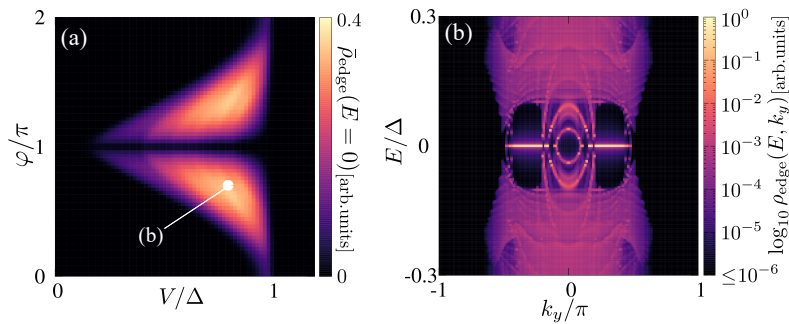 (a)
2
1
0
φ/π
0
1
V/Δ
(b)
0.4
0
ρ̄edge(E = 0)[arb.units]
(b)
0.3
0
-0.3
E/Δ
-1
0
1
ky/π
10⁰
10⁻¹
10⁻²
10⁻³
10⁻⁴
10⁻⁵
≤10⁻⁶
log₁₀ ρedge(E, ky)[arb.units]